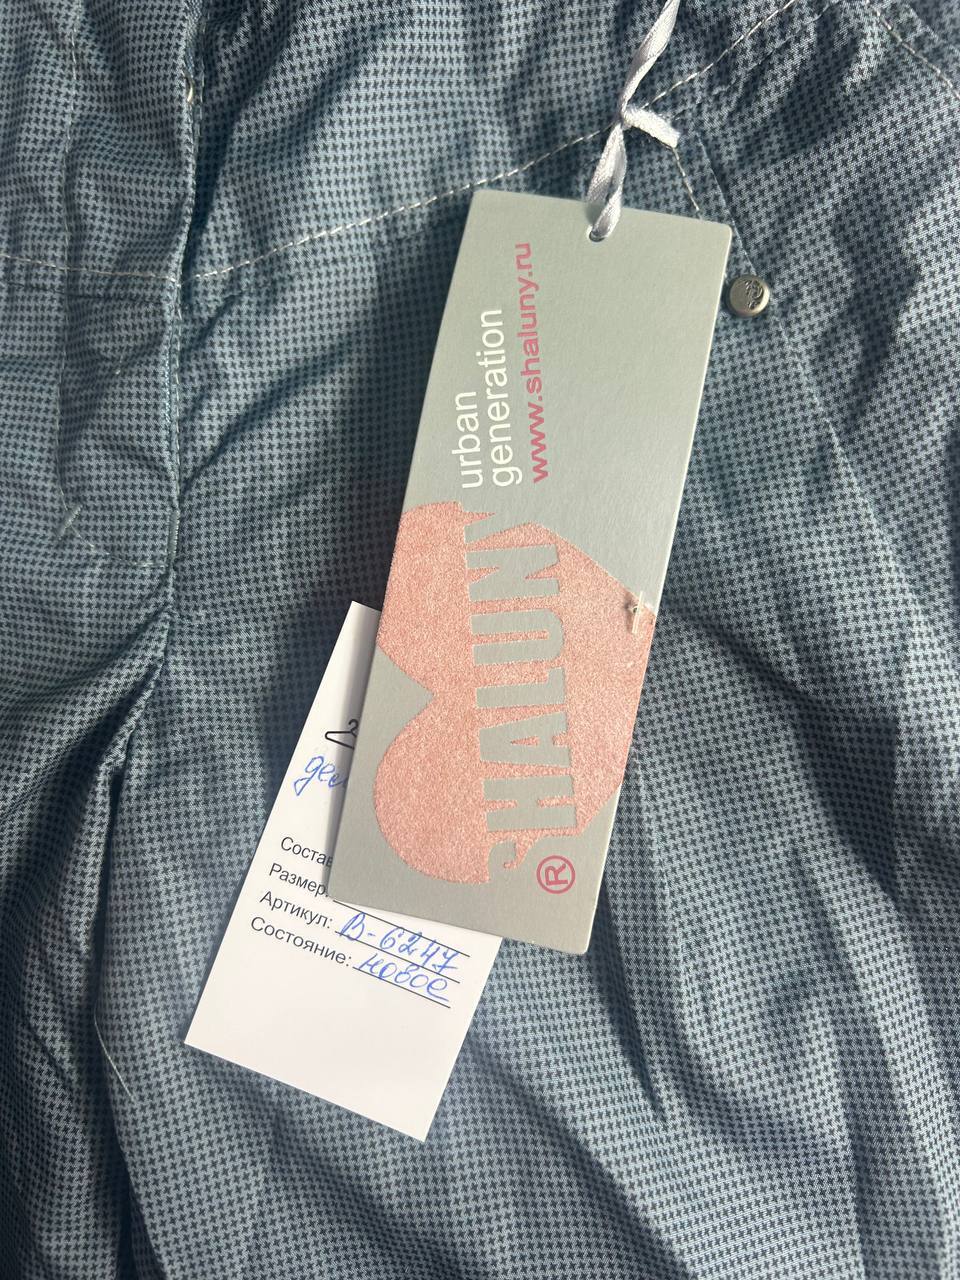 urban
generation
www.shaluny.ru
SHALUNY
®
Состав
Размер:
Артикул: В-6247
Состояние: новое